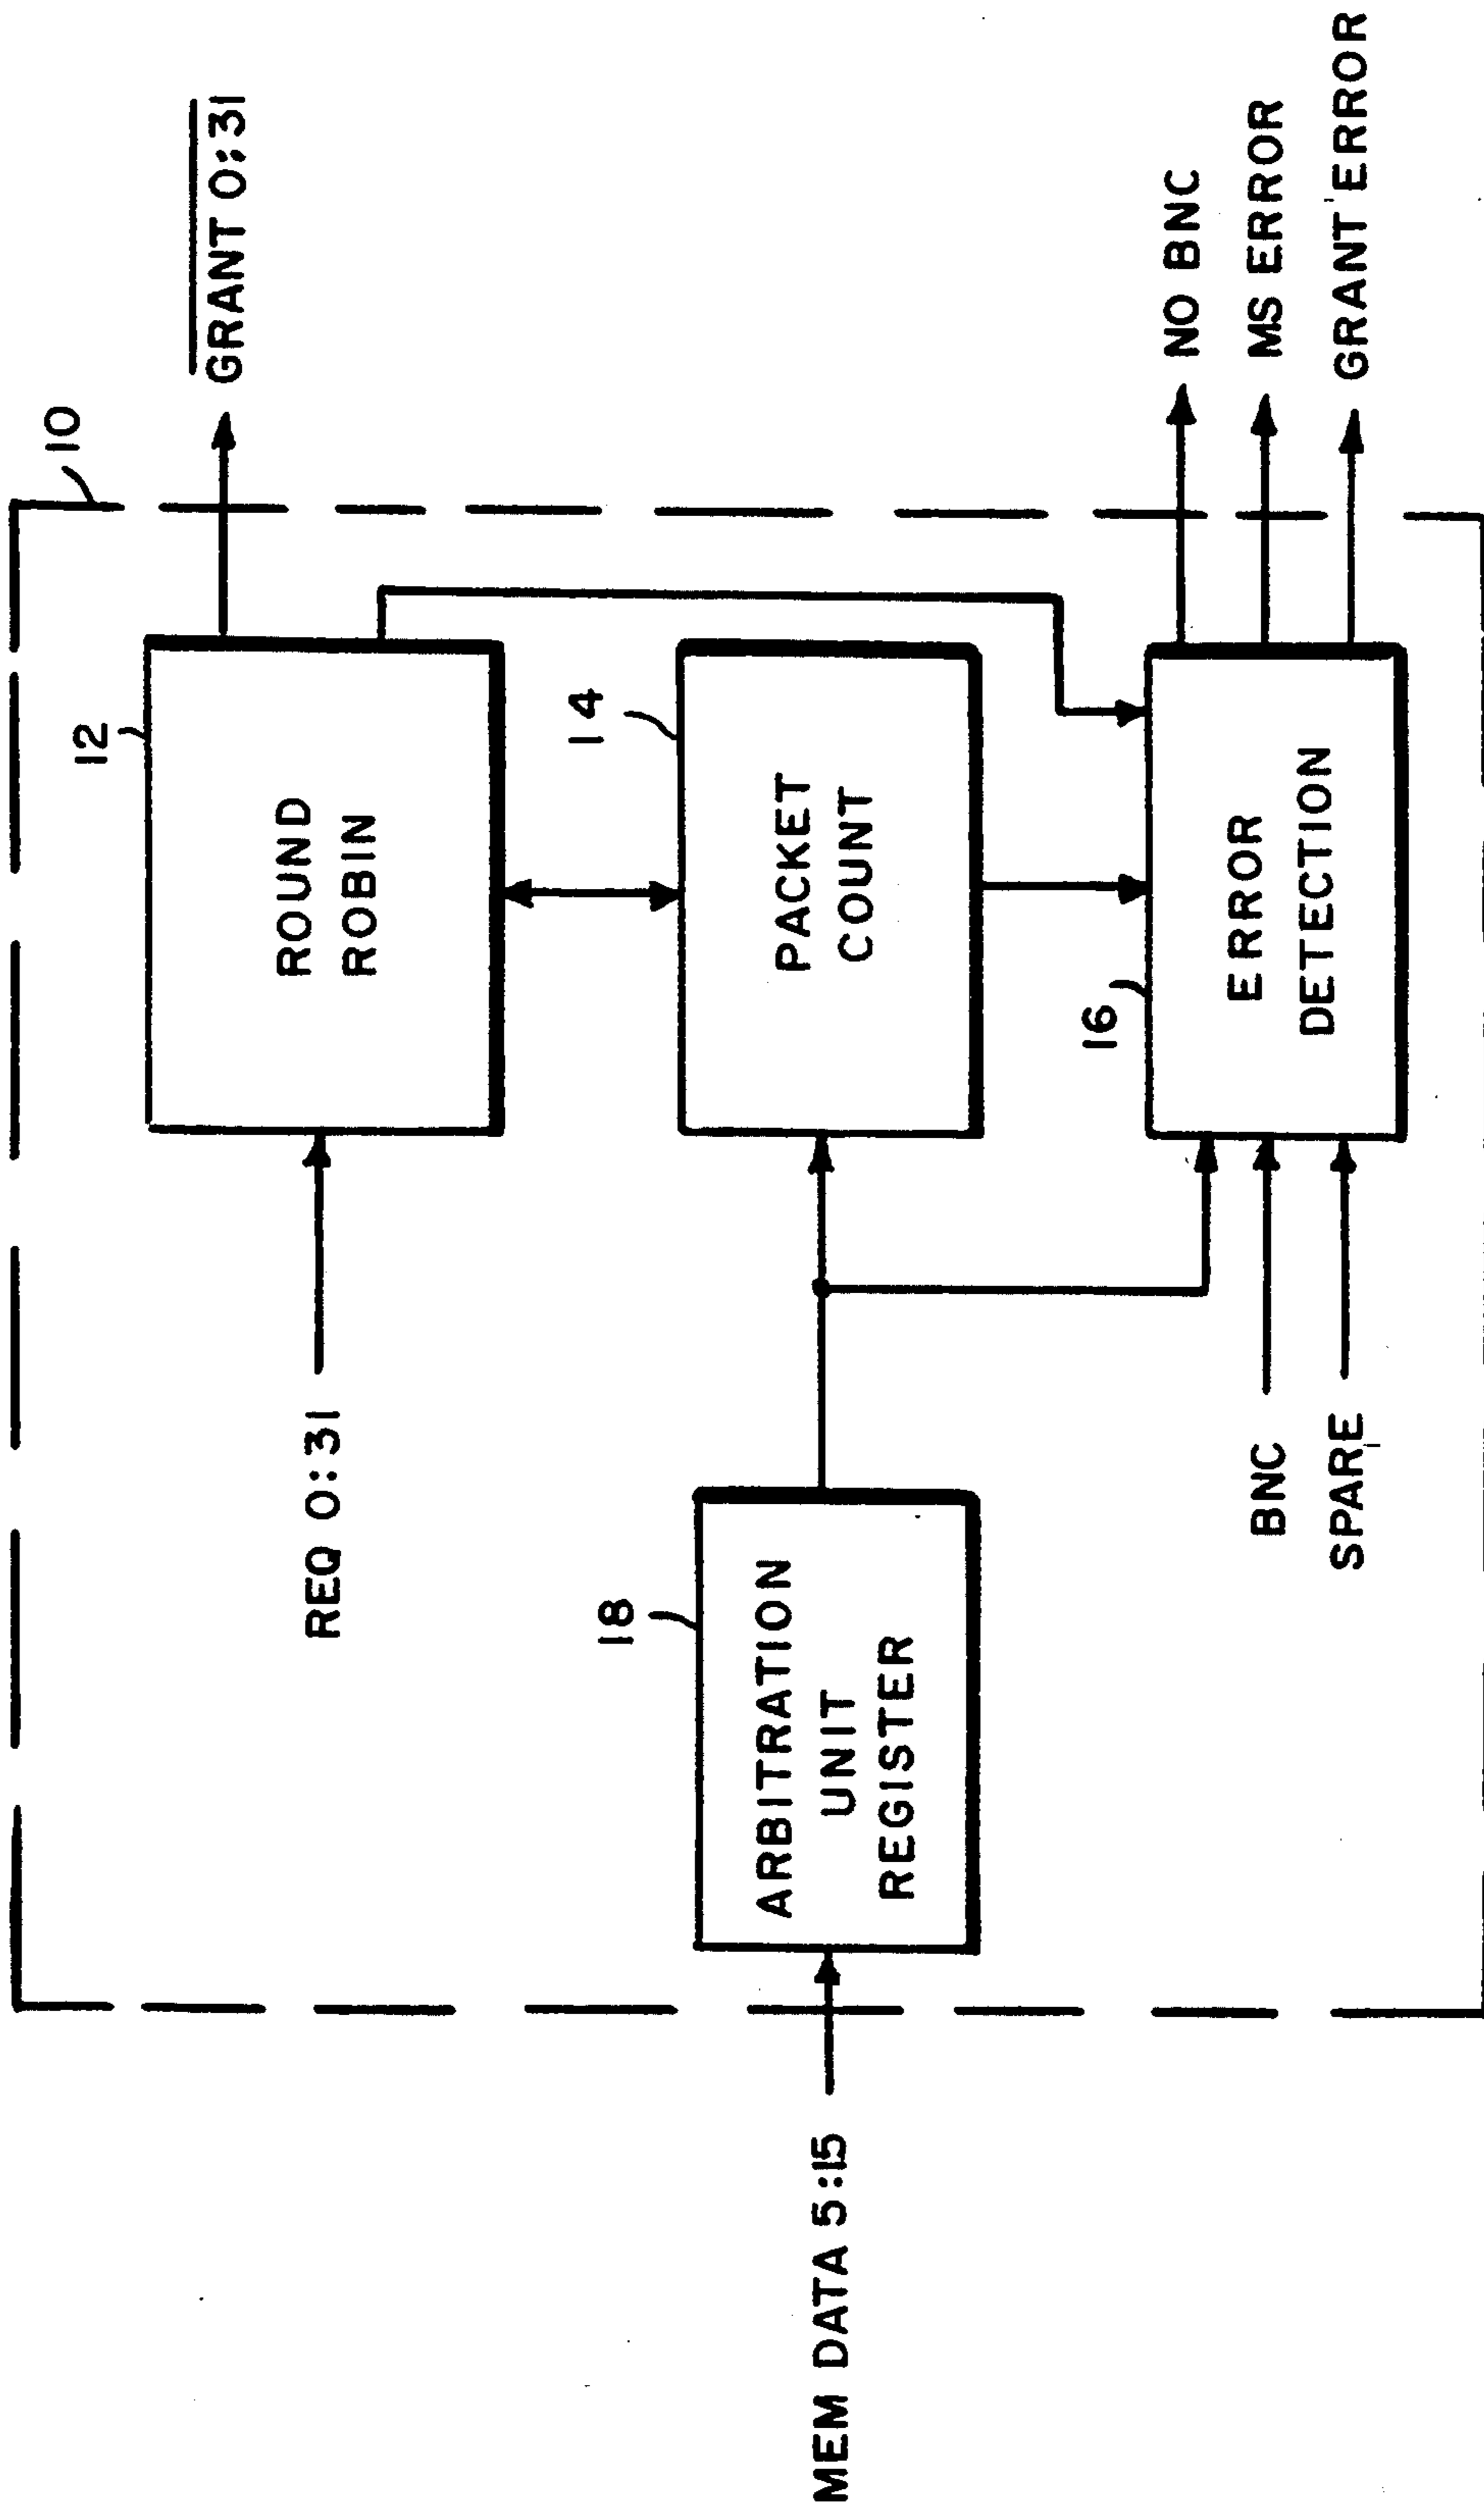 10
12
ROUND
ROBIN
GRANT 0:31
REQ 0:31
14
PACKET
COUNT
18
ARBITRATION
UNIT
REGISTER
MEM DATA 5:15
16
ERROR
DETECTION
BNC
SPARE
NO BNC
MS ERROR
GRANT ERROR